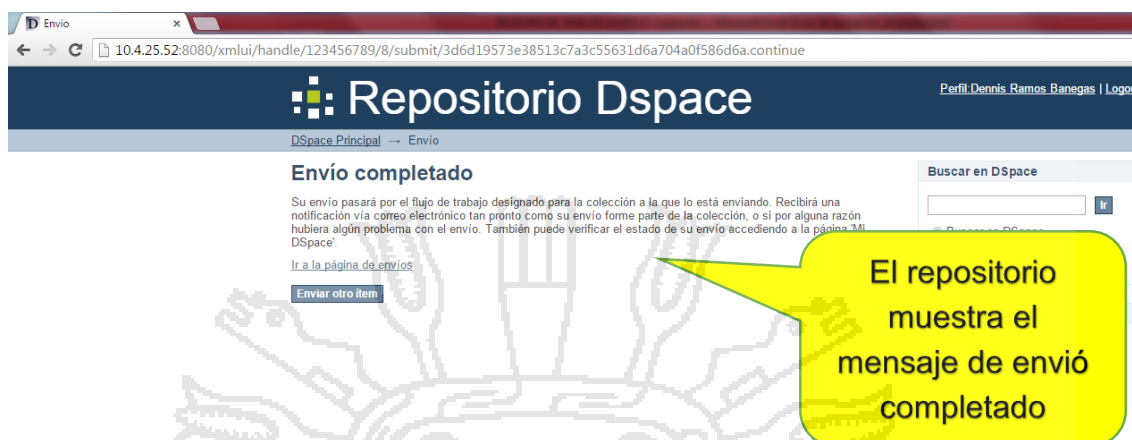 Envio
10.4.25.52:8080/xmlui/handle/123456789/8/submit/3d6d19573e38513c7a3c55631d6a704a0f586d6a.continue
Repositorio Dspace
Perfil:Dennis Ramos Banegas | Logou
DSpace Principal → Envío
Envío completado
Su envío pasará por el flujo de trabajo designado para la colección a la que lo está enviando. Recibirá una
notificación vía correo electrónico tan pronto como su envío forme parte de la colección, o si por alguna razón
hubiera algún problema con el envío. También puede verificar el estado de su envío accediendo a la página 'Mi
DSpace'.
Ir a la página de envíos
Enviar otro ítem
Buscar en DSpace
Ir
Buscar en DSpace
El repositorio
muestra el
mensaje de envió
completado